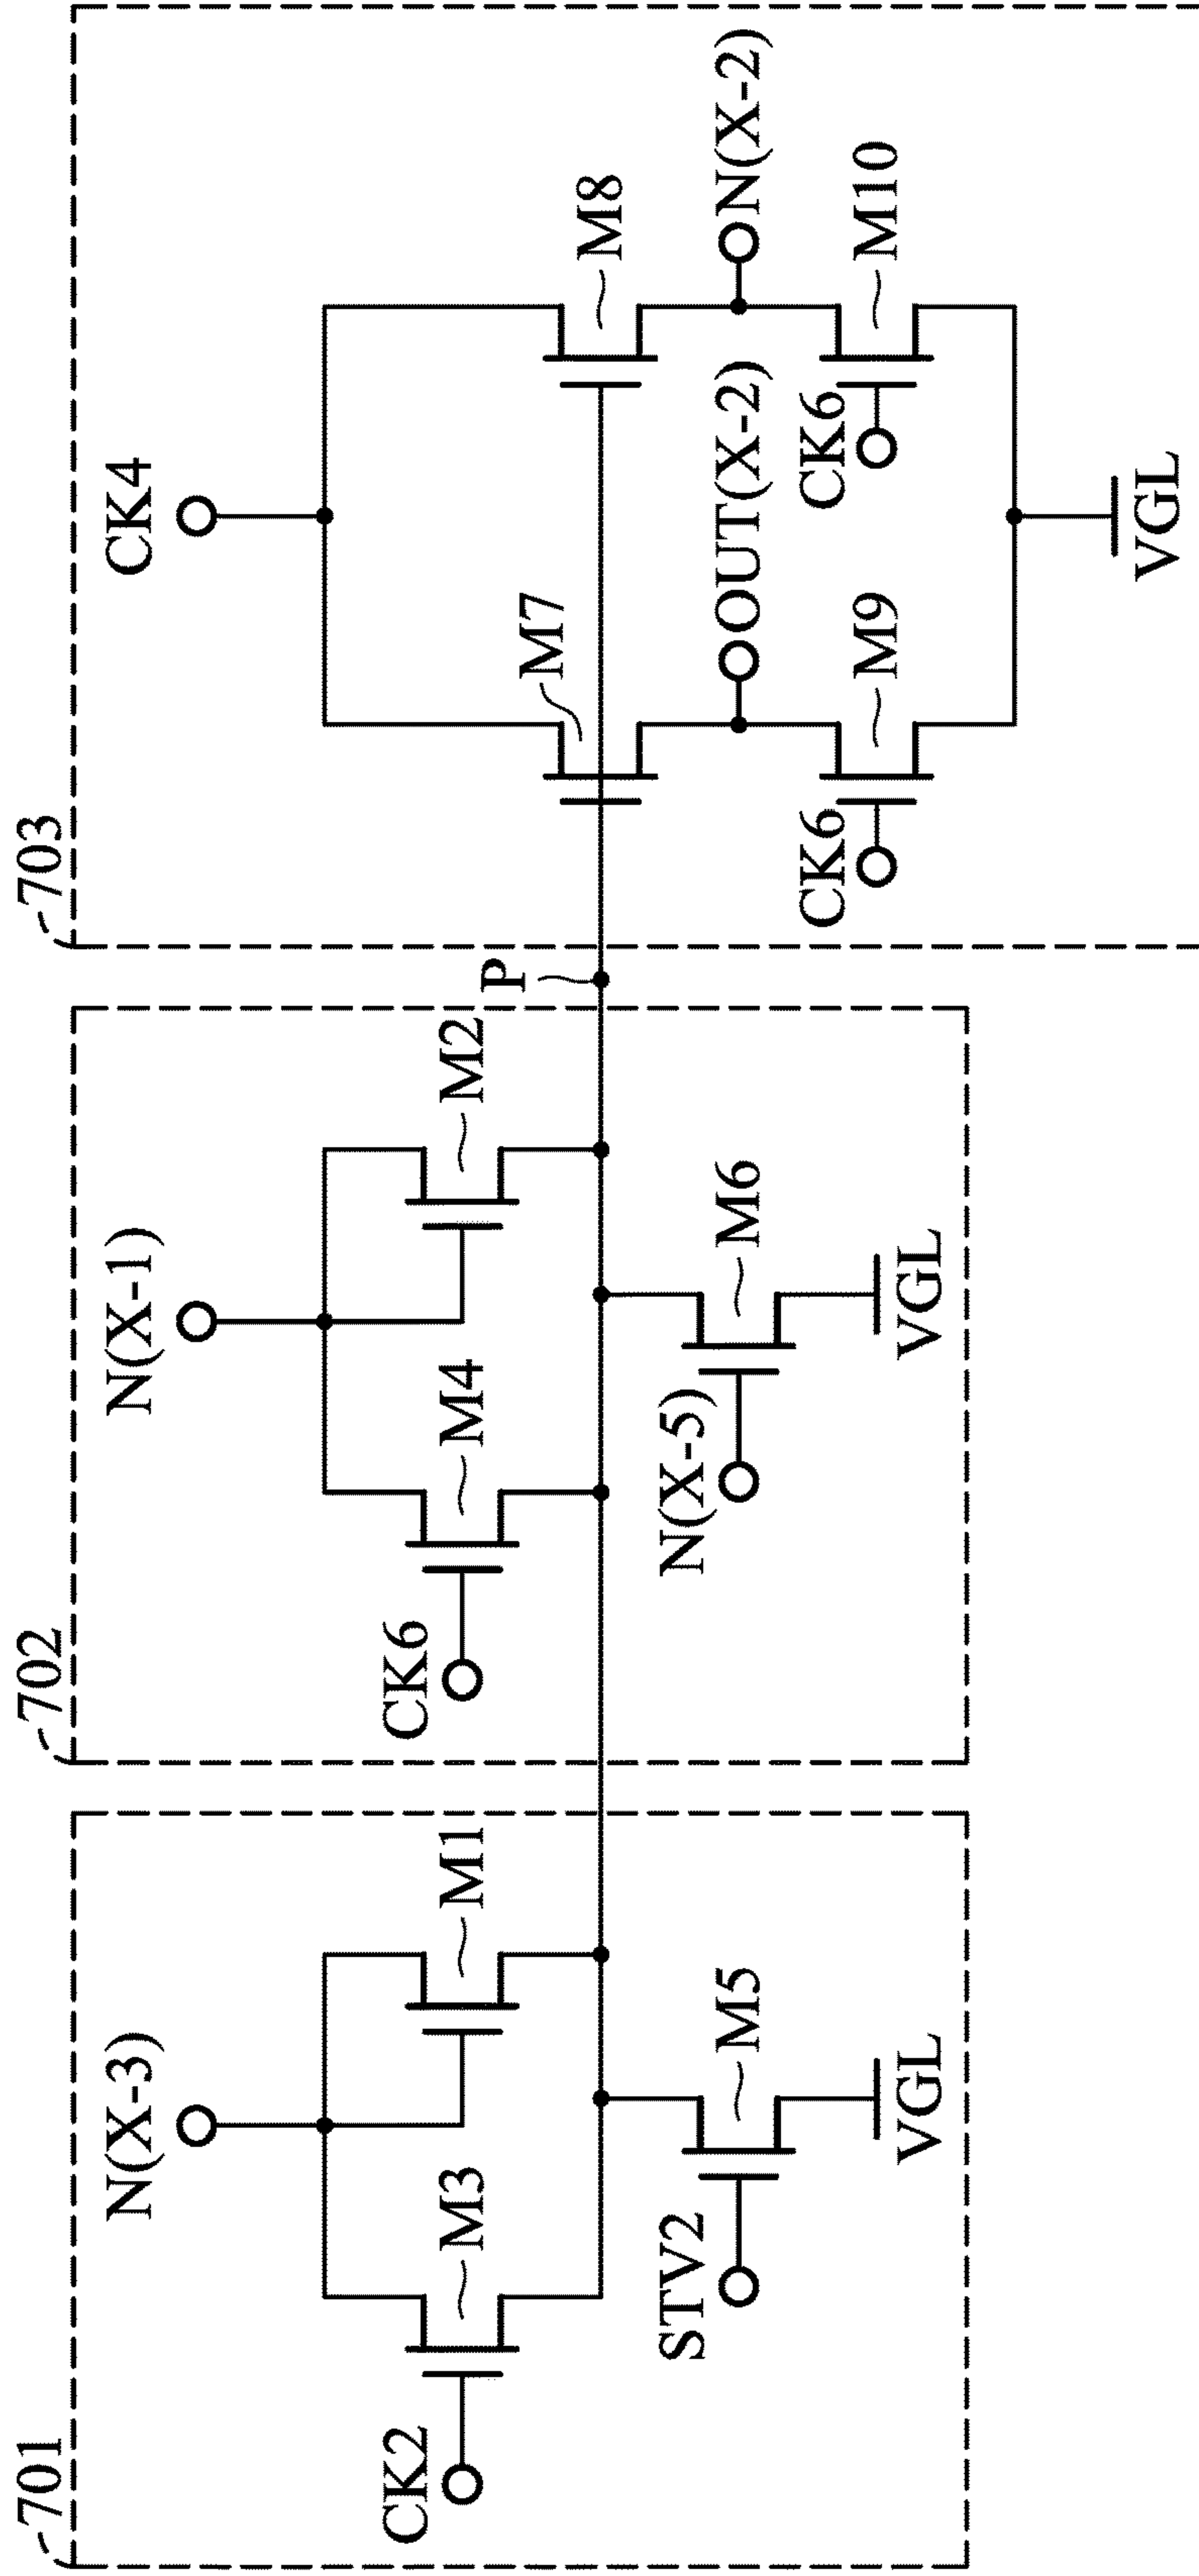 701
N(X-3)
CK2
M3
M1
STV2
M5
VGL
702
N(X-1)
CK6
M4
M2
N(X-5)
M6
VGL
P
703
CK4
M7
M8
OUT(X-2)
N(X-2)
CK6
M9
CK6
M10
VGL